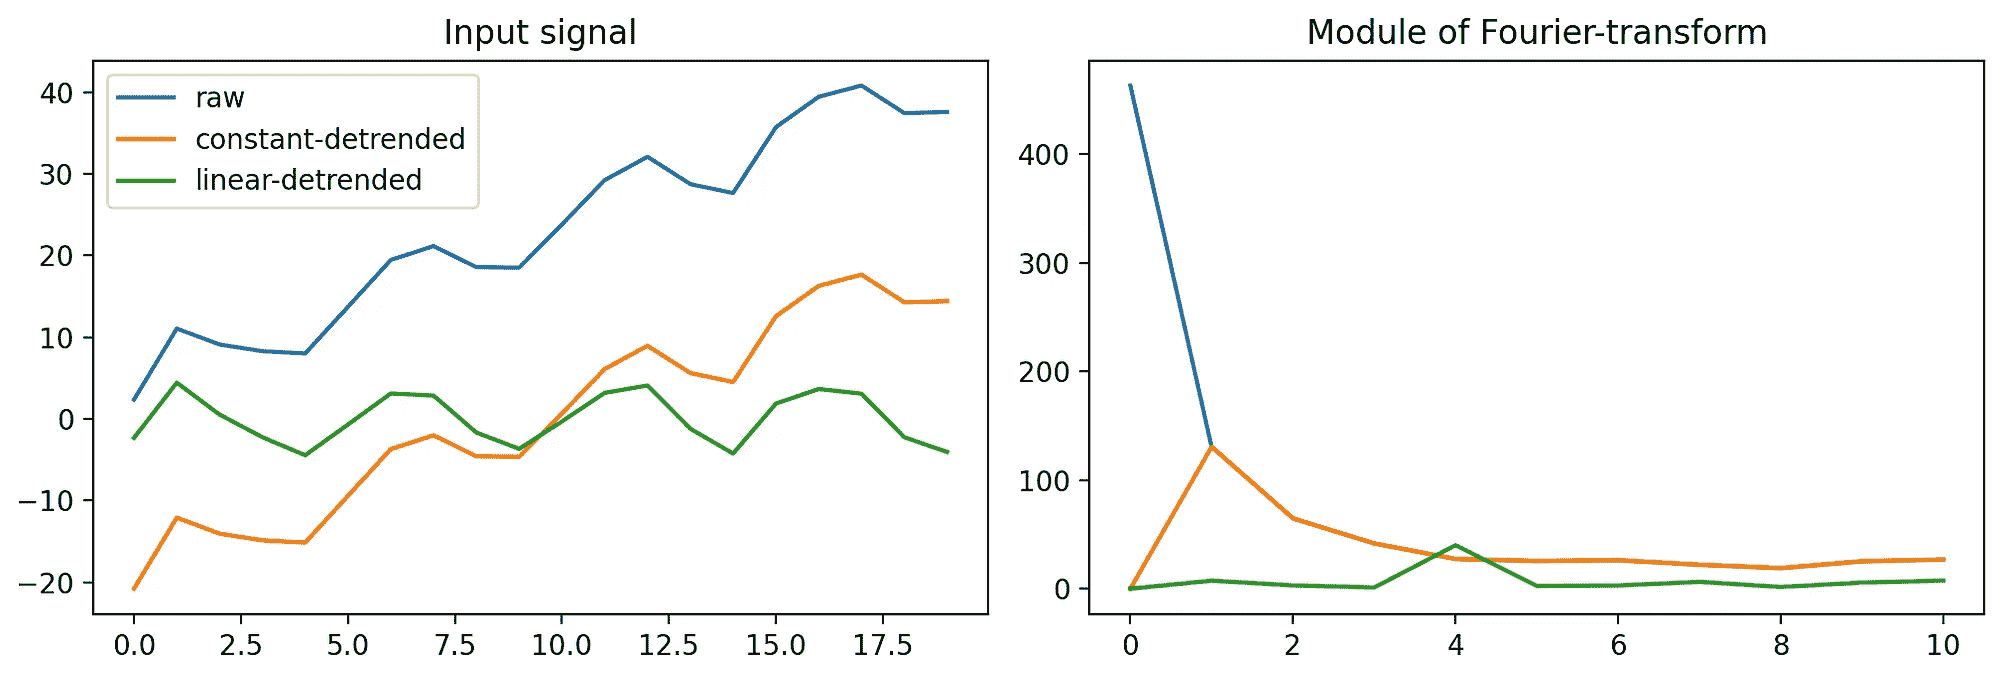 Input signal
raw
constant-detrended
linear-detrended
40
30
20
10
0
−10
−20
0.0 2.5 5.0 7.5 10.0 12.5 15.0 17.5
Module of Fourier-transform
400
300
200
100
0
0 2 4 6 8 10